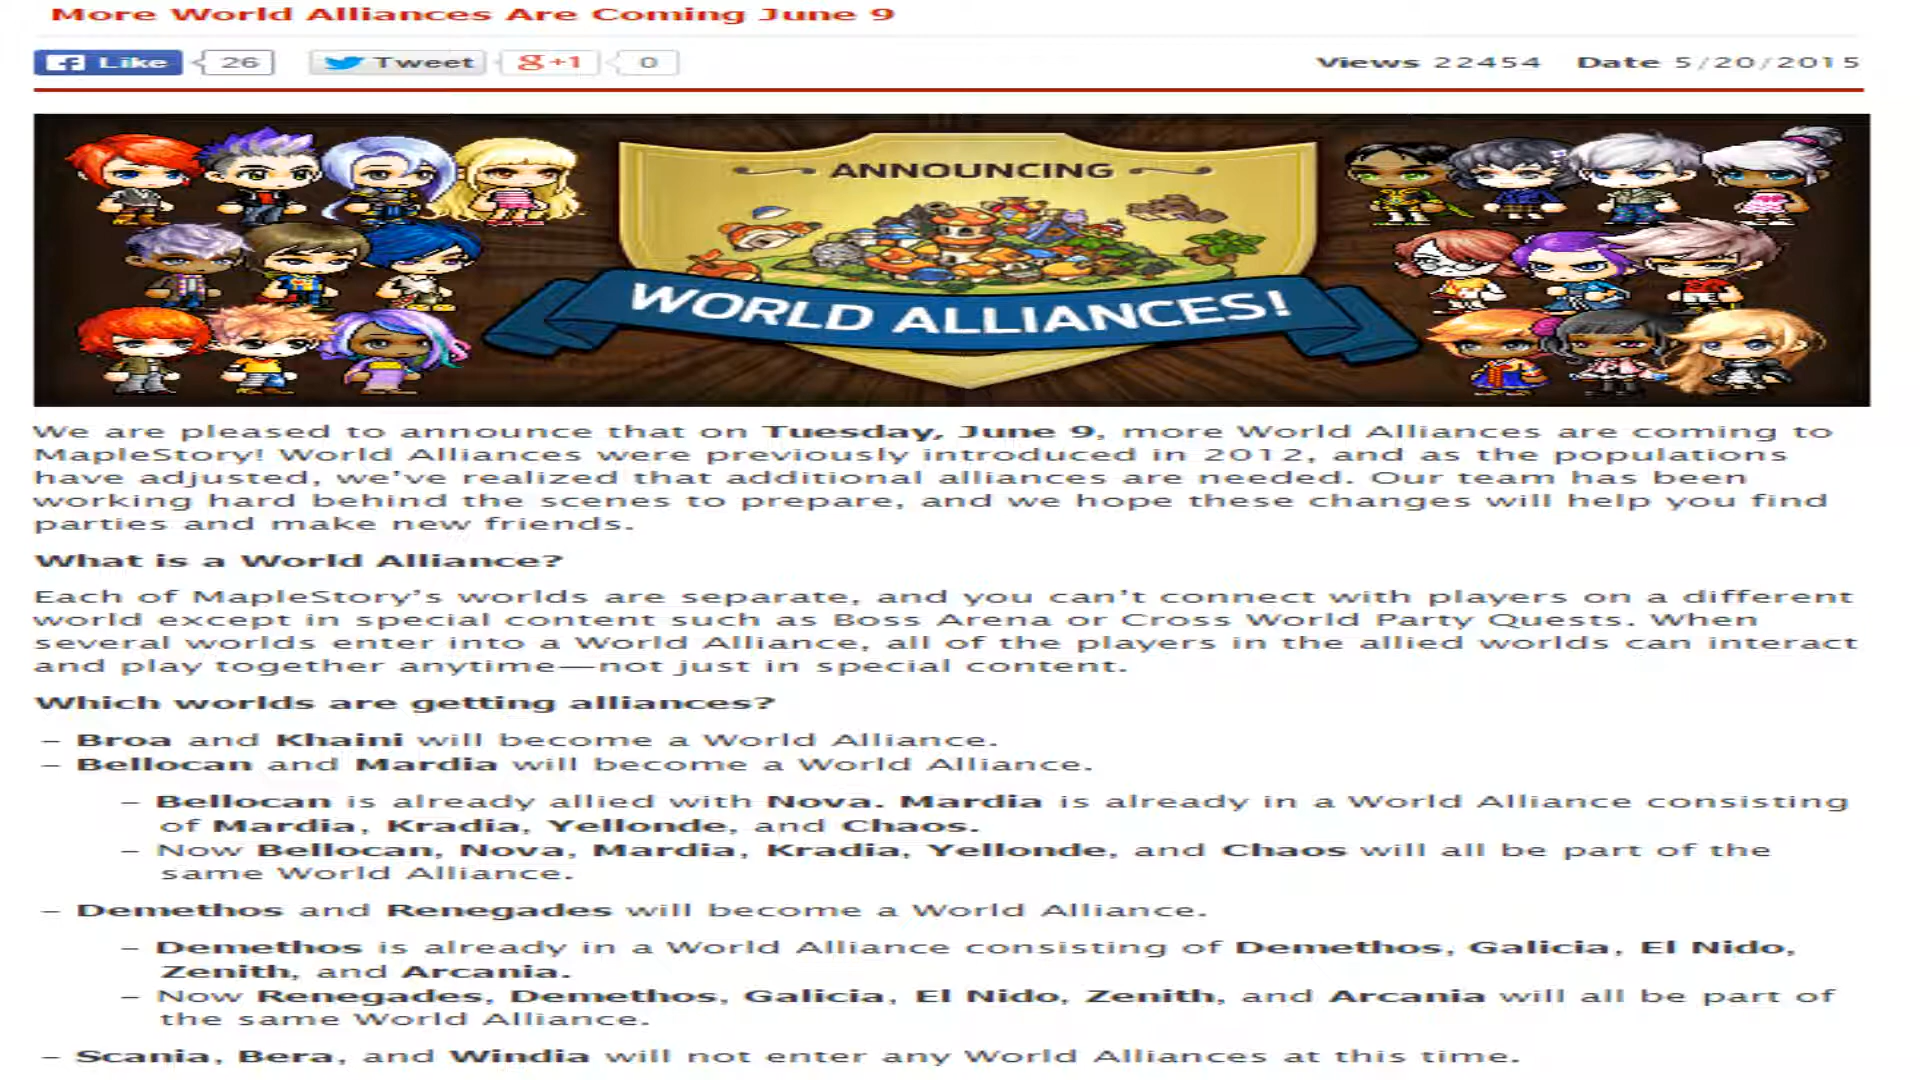 More World Alliances Are Coming June 9
Like 26 Tweet g+1 0 Views 22454 Date 5/20/2015
ANNOUNCING
WORLD ALLIANCES!
We are pleased to announce that on Tuesday, June 9, more World Alliances are coming to
MapleStory! World Alliances were previously introduced in 2012, and as the populations
have adjusted, we've realized that additional alliances are needed. Our team has been
working hard behind the scenes to prepare, and we hope these changes will help you find
parties and make new friends.
What is a World Alliance?
Each of MapleStory's worlds are separate, and you can't connect with players on a different
world except in special content such as Boss Arena or Cross World Party Quests. When
several worlds enter into a World Alliance, all of the players in the allied worlds can interact
and play together anytime—not just in special content.
Which worlds are getting alliances?
– Broa and Khaini will become a World Alliance.
– Bellocan and Mardia will become a World Alliance.
– Bellocan is already allied with Nova. Mardia is already in a World Alliance consisting
of Mardia, Kradia, Yellonde, and Chaos.
– Now Bellocan, Nova, Mardia, Kradia, Yellonde, and Chaos will all be part of the
same World Alliance.
– Demethos and Renegades will become a World Alliance.
– Demethos is already in a World Alliance consisting of Demethos, Galicia, El Nido,
Zenith, and Arcania.
– Now Renegades, Demethos, Galicia, El Nido, Zenith, and Arcania will all be part of
the same World Alliance.
– Scania, Bera, and Windia will not enter any World Alliances at this time.